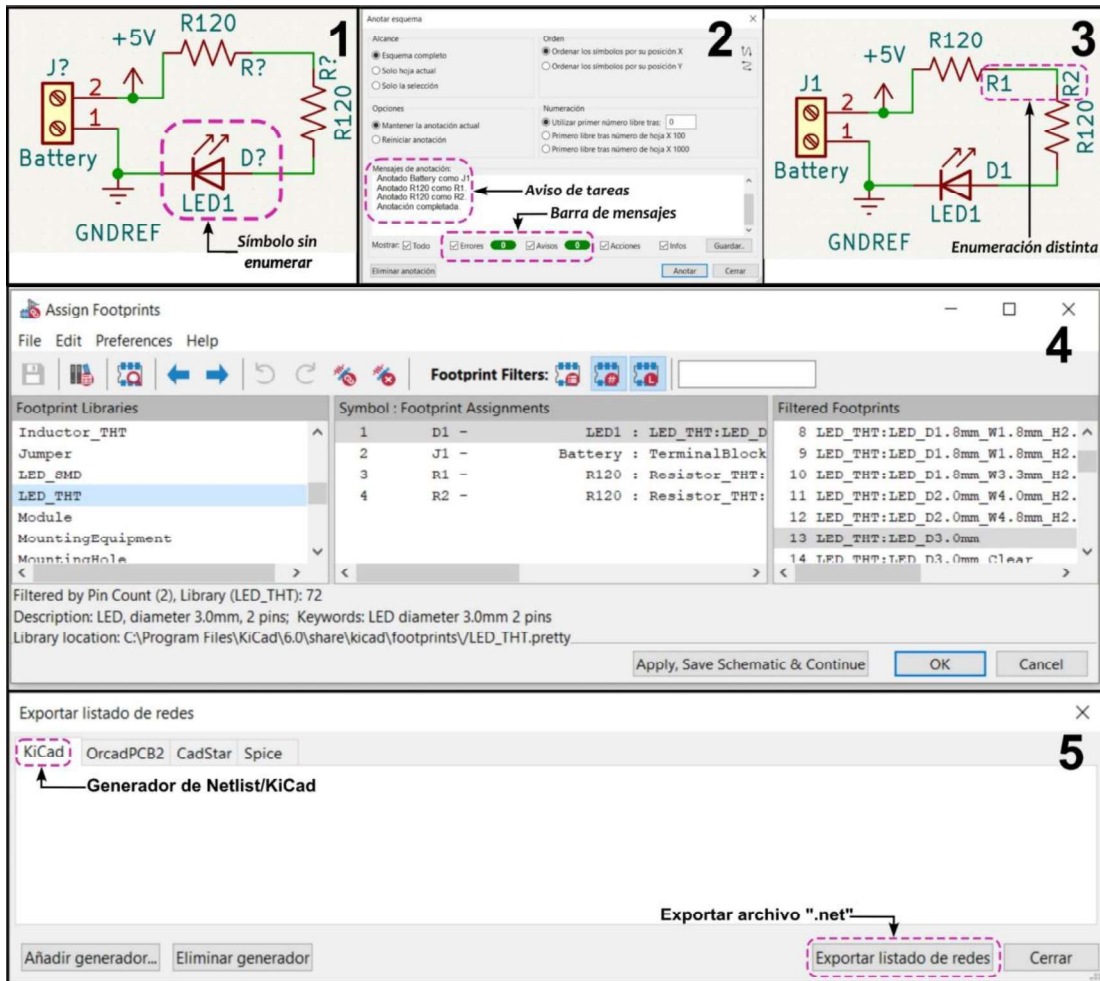 1
R120
+5V
J?
R?
R?
2
R120
1
Battery
D?
LED1
GNDREF
Símbolo sin
enumerar
Anotar esquema
2
Alcance
Orden
Esquema completo
Ordenar los símbolos por su posición X
Solo hoja actual
Ordenar los símbolos por su posición Y
Solo la selección
Opciones
Numeración
Mantener la anotación actual
Utilizar primer número libre tras: 0
Reiniciar anotación
Primero libre tras número de hoja X 100
Primero libre tras número de hoja X 1000
Mensajes de anotación:
Anotado Battery como J1.
Anotado R120 como R1.
Anotado R120 como R2.
Anotación completada.
Aviso de tareas
Barra de mensajes
Mostrar: Todo Errores 0 Avisos 0 Acciones Infos Guardar..
Eliminar anotación Anotar Cerrar
3
R120
+5V
J1
R1
R2
2
R120
1
Battery
D1
LED1
GNDREF
Enumeración distinta
Assign Footprints
4
File Edit Preferences Help
Footprint Filters:
Footprint Libraries
Inductor_THT
Jumper
LED_SMD
LED_THT
Module
MountingEquipment
MountingHole
Symbol : Footprint Assignments
1 D1 - LED1 : LED_THT:LED_D
2 J1 - Battery : TerminalBlock
3 R1 - R120 : Resistor_THT:
4 R2 - R120 : Resistor_THT:
Filtered Footprints
8 LED_THT:LED_D1.8mm_W1.8mm_H2.
9 LED_THT:LED_D1.8mm_W1.8mm_H2.
10 LED_THT:LED_D1.8mm_W3.3mm_H2.
11 LED_THT:LED_D2.0mm_W4.0mm_H2.
12 LED_THT:LED_D2.0mm_W4.8mm_H2.
13 LED_THT:LED_D3.0mm
14 LED_THT:LED_D3.0mm_Clear
Filtered by Pin Count (2), Library (LED_THT): 72
Description: LED, diameter 3.0mm, 2 pins; Keywords: LED diameter 3.0mm 2 pins
Library location: C:\Program Files\KiCad\6.0\share\kicad\footprints\/LED_THT.pretty
Apply, Save Schematic & Continue OK Cancel
Exportar listado de redes
5
KiCad OrcadPCB2 CadStar Spice
Generador de Netlist/KiCad
Exportar archivo ".net"
Añadir generador... Eliminar generador Exportar listado de redes Cerrar